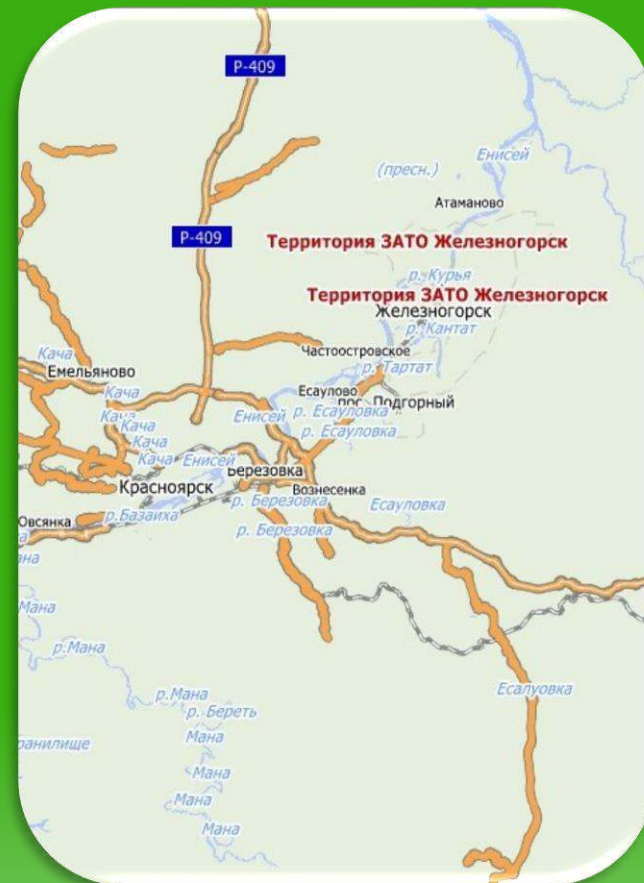 Р-409
Енисей
(пресн.)
Атаманово
Р-409
Территория ЗАТО Железногорск
р. Курья
Территория ЗАТО Железногорск
Железногорск
р. Кантат
Кача
Частоостровское
р. Тартат
Емельяново
Кача
Есаулово
пос. Подгорный
Енисей
р. Есауловка
Кача
Кача
р. Есауловка
Кача
Кача
Енисей
Березовка
Красноярск
Вознесенка
р. Березовка
Есауловка
р.Базаиха
Овсянка
р. Березовка
Мана
р.Мана
р.Мана
Есалуовка
р. Береть
Мана
ранилище
Мана
Мана
Мана